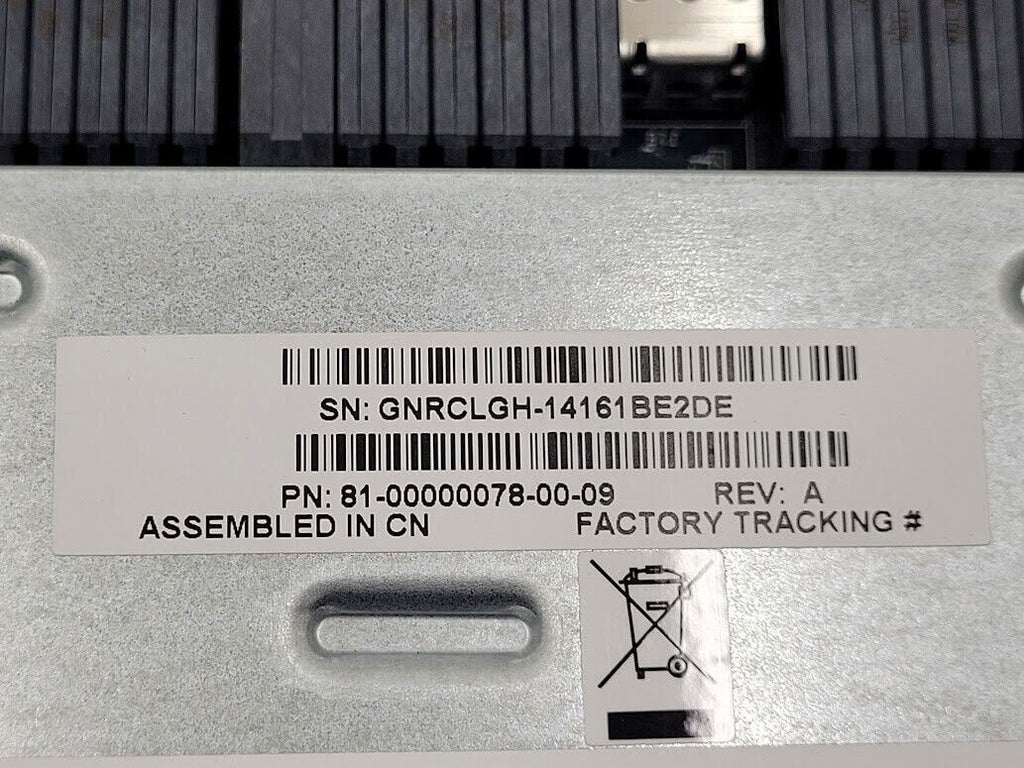 SN: GNRCLGH-14161BE2DE
PN: 81-00000078-00-09 REV: A
ASSEMBLED IN CN FACTORY TRACKING #